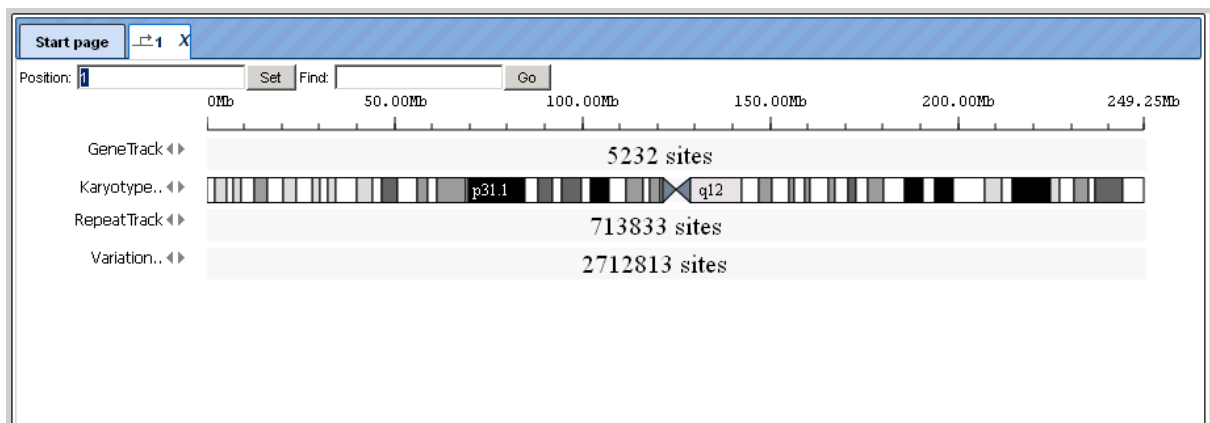 Start page 1 X
Position: 1 Set Find: Go
0Mb 50.00Mb 100.00Mb 150.00Mb 200.00Mb 249.25Mb
GeneTrack 5232 sites
Karyotype.. p31.1 q12
RepeatTrack 713833 sites
Variation.. 2712813 sites